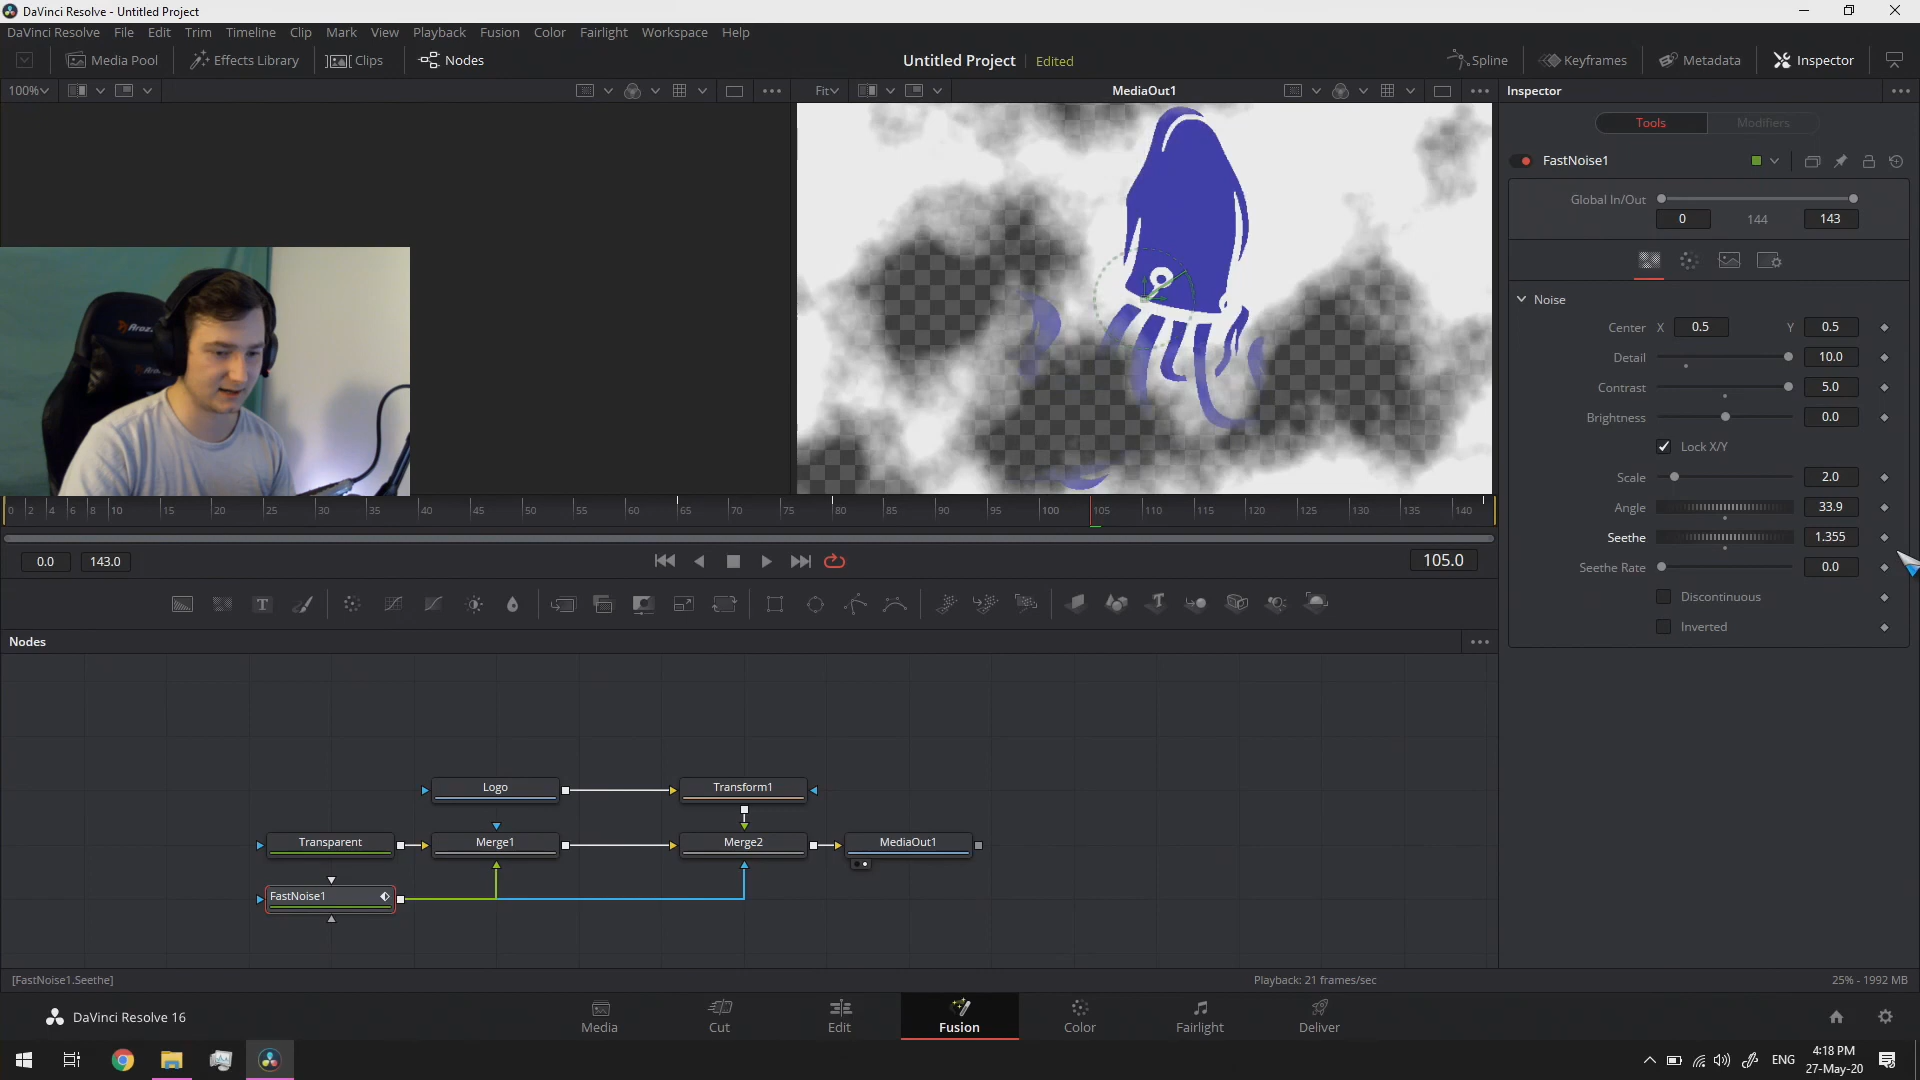 DaVinci Resolve - Untitled Project
DaVinci Resolve File Edit Trim Timeline Clip Mark View Playback Fusion Color Fairlight Workspace Help
Media Pool Effects Library Clips Nodes Untitled Project Edited Spline Keyframes Metadata Inspector
100% Fit MediaOut1 Inspector
Tools Modifiers
FastNoise1
Global In/Out
0 144 143
Noise
Center X 0.5 Y 0.5
Detail 10.0
Contrast 5.0
Brightness 0.0
Lock X/Y
Scale 2.0
Angle 33.9
Seethe 1.355
Seethe Rate 0.0
Discontinuous
Inverted
Aroz
0 2 4 6 8 10 15 20 25 30 35 40 45 50 55 60 65 70 75 80 85 90 95 100 105 110 115 120 125 130 135 140
0.0 143.0 105.0
Nodes
Logo Transform1
Transparent Merge1 Merge2 MediaOut1
FastNoise1
[FastNoise1.Seethe] Playback: 21 frames/sec 25% - 1992 MB
DaVinci Resolve 16 Media Cut Edit Fusion Color Fairlight Deliver
ENG 4:18 PM
27-May-20